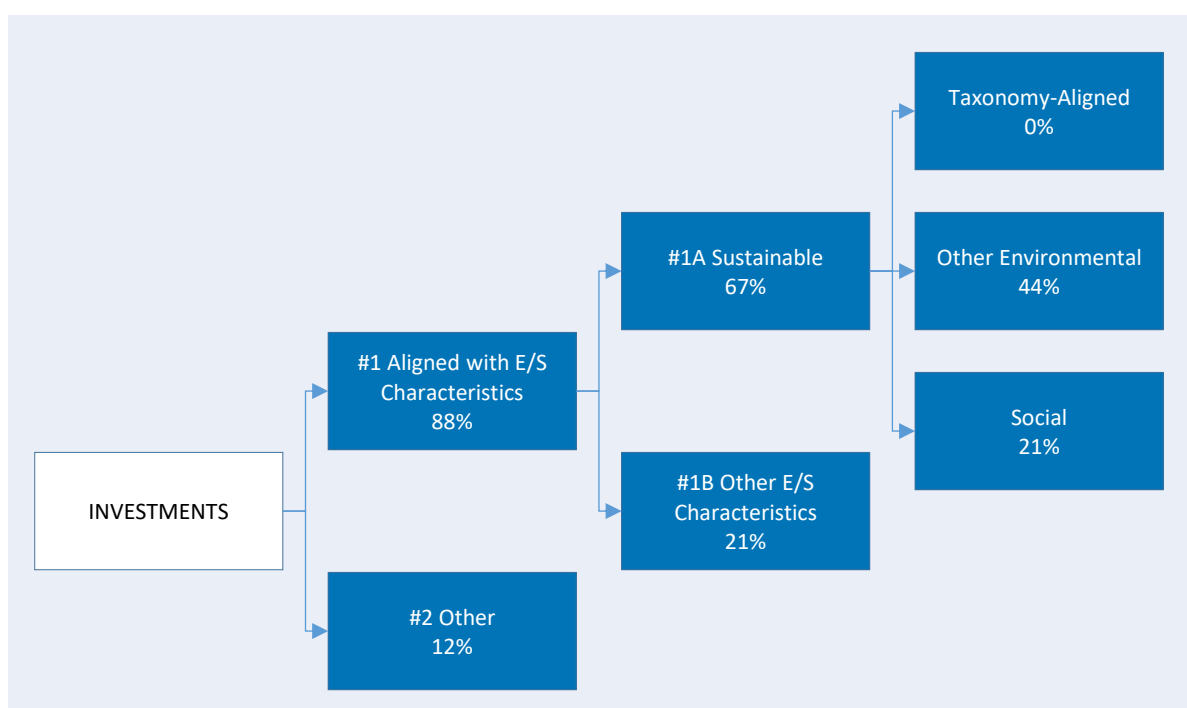 INVESTMENTS
#1 Aligned with E/S
Characteristics
88%
#2 Other
12%
#1A Sustainable
67%
#1B Other E/S
Characteristics
21%
Taxonomy-Aligned
0%
Other Environmental
44%
Social
21%